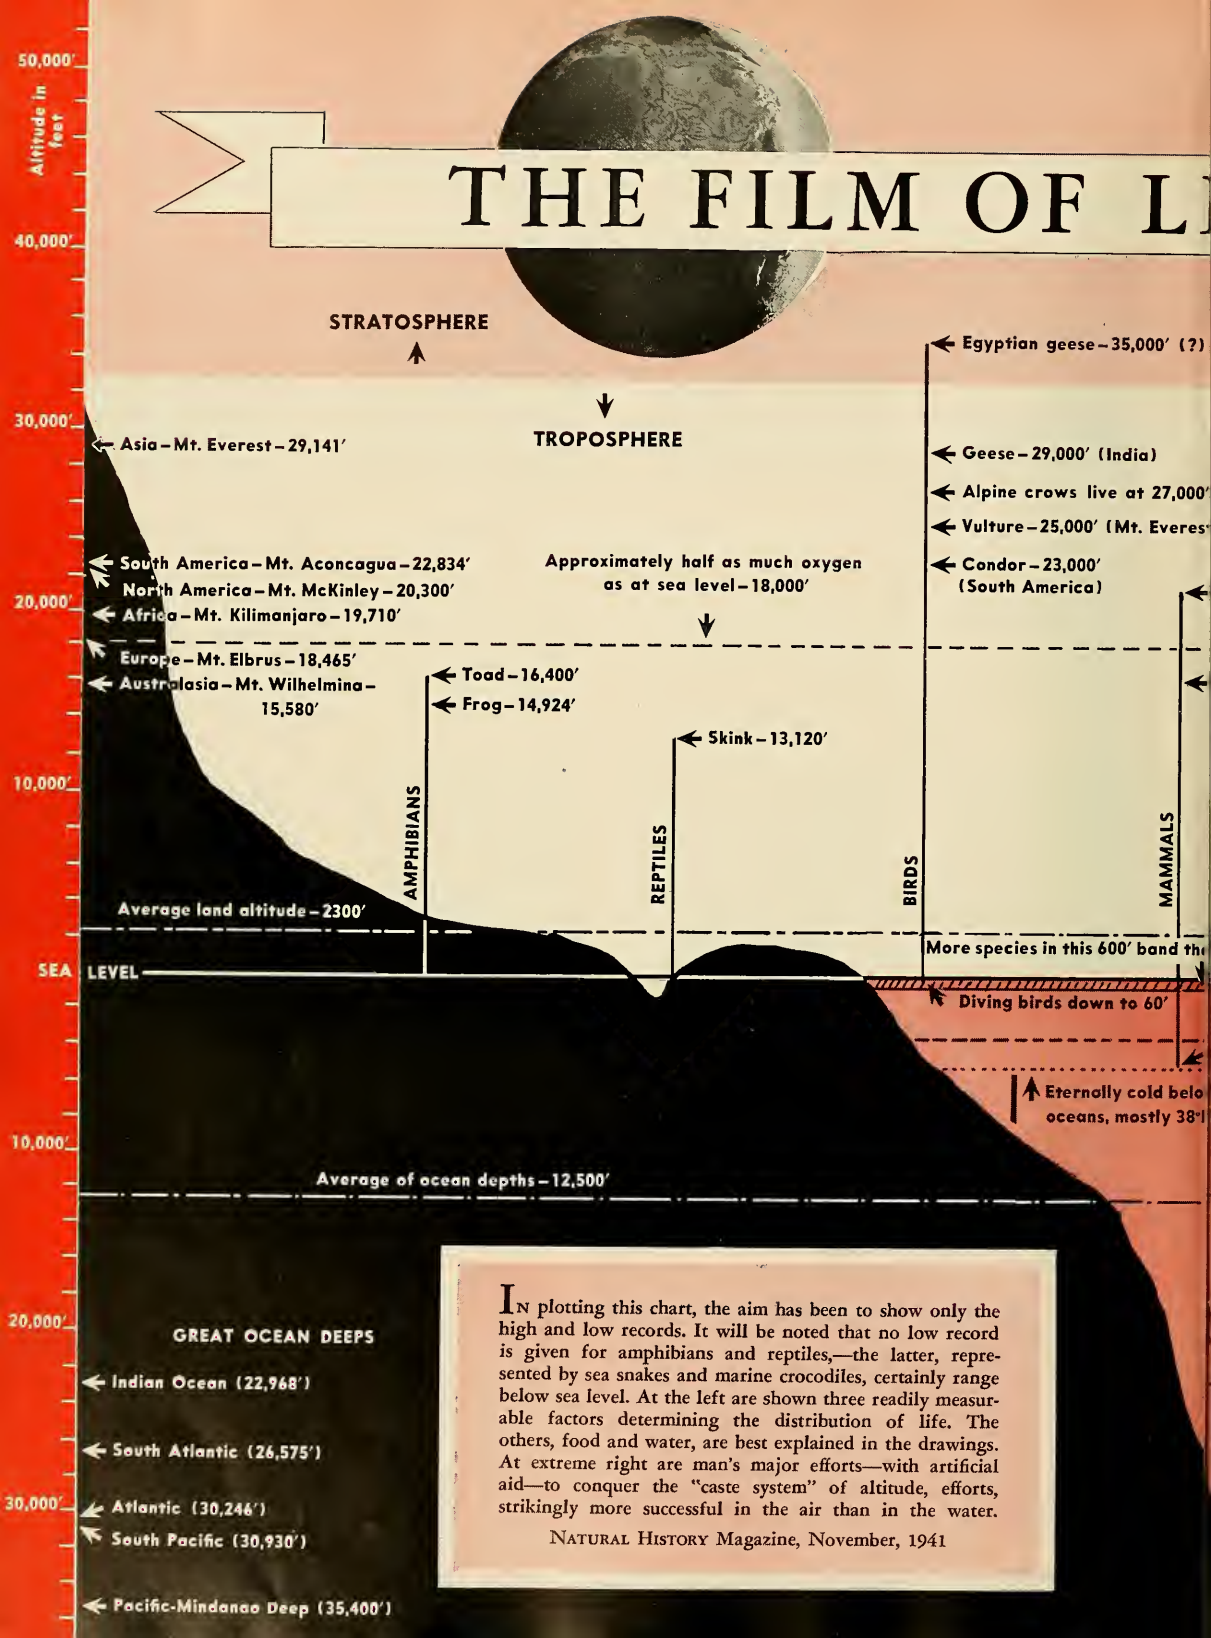 50,000′
Altitude in
feet
THE FILM OF
40,000′
STRATOSPHERE
Egyptian geese—35,000′ (?)
30,000′
TROPOSPHERE
Asia—Mt. Everest—29,141′
Geese—29,000′ (India)
Alpine crows live at 27,000′
Vulture—25,000′ (Mt.
South America—Mt. Aconcagua—22,834′
North America—Mt. McKinley—20,300′
Approximately half as much oxygen
as at sea level—18,000′
Condor—23,000′
(South America)
20,000′
Africa—Mt. Kilimanjaro—19,710′
Europe—Mt. Elbrus—18,465′
Australasia—Mt. Wilhelmina—
15,580′
Toad—16,400′
Frog—14,924′
Skink—13,120′
10,000′
AMPHIBIANS
REPTILES
BIRDS
MAMMALS
Average land altitude—2300′
More species in this 600′ band
SEA LEVEL
Diving birds down to 60′
Eternally cold
oceans, mostly
10,000′
Average of ocean depths—12,500′
20,000′
GREAT OCEAN DEEPS
Indian Ocean (22,968′)
South Atlantic (26,575′)
30,000′
Atlantic (30,246′)
South Pacific (30,930′)
Pacific-Mindanao Deep (35,400′)
IN plotting this chart, the aim has been to show only the
high and low records. It will be noted that no low record
is given for amphibians and reptiles,—the latter, repre-
sented by sea snakes and marine crocodiles, certainly range
below sea level. At the left are shown three readily measur-
able factors determining the distribution of life. The
others, food and water, are best explained in the drawings.
At extreme right are man's major efforts—with artificial
aid—to conquer the "caste system" of altitude, efforts,
strikingly more successful in the air than in the water.
NATURAL HISTORY Magazine, November, 1941